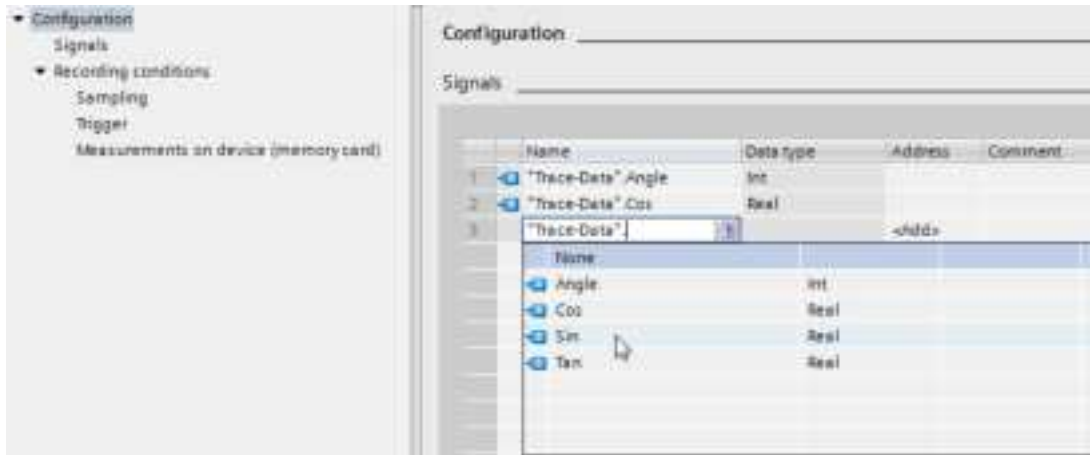 Configuration
Signals
Recording conditions
Sampling
Trigger
Measurements on device (memory card)
Configuration
Signals
Name Data type Address Comment
1 "Trace-Data".Angle Int
2 "Trace-Data".Cos Real
3 "Trace-Data". <Add>
None
Angle Int
Cos Real
Sin Real
Tan Real